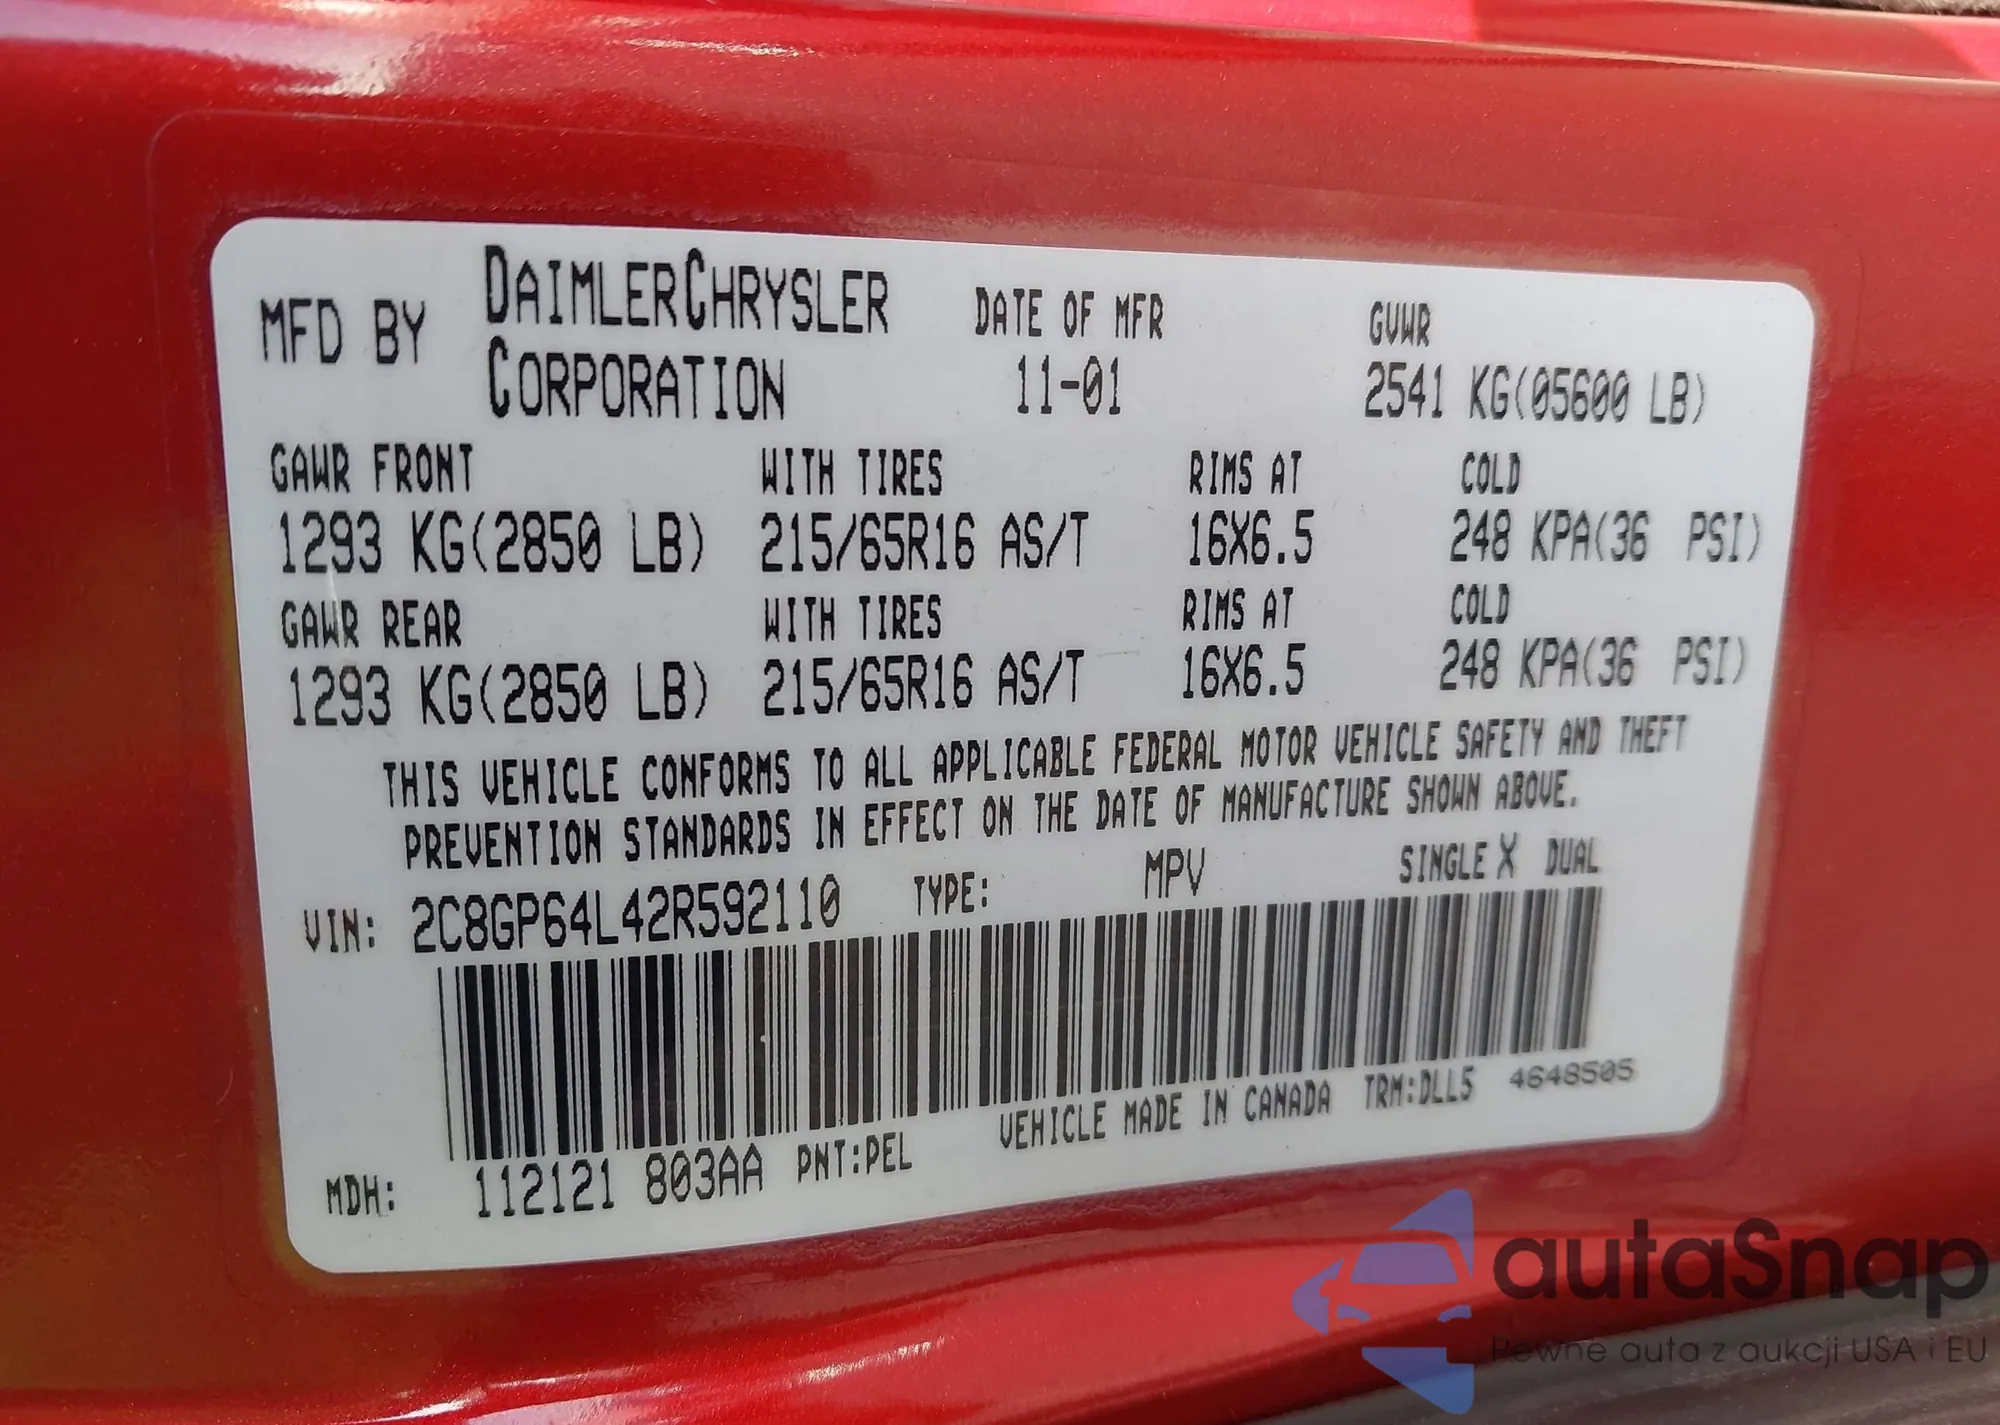 MFD BY DAIMLERCHRYSLER CORPORATION DATE OF MFR 11-01 GVWR 2541 KG(05600 LB)
GAWR FRONT WITH TIRES RIMS AT COLD
1293 KG(2850 LB) 215/65R16 AS/T 16X6.5 248 KPA(36 PSI)
GAWR REAR WITH TIRES RIMS AT COLD
1293 KG(2850 LB) 215/65R16 AS/T 16X6.5 248 KPA(36 PSI)
THIS VEHICLE CONFORMS TO ALL APPLICABLE FEDERAL MOTOR VEHICLE SAFETY AND THEFT
PREVENTION STANDARDS IN EFFECT ON THE DATE OF MANUFACTURE SHOWN ABOVE.
VIN: 2C8GP64L42R592110 TYPE: MPV SINGLE X DUAL
MDH: 112121 803AA PNT:PEL VEHICLE MADE IN CANADA TRM:DLL5 4648505
autaSnap
Pewne auta z aukcji USA i EU